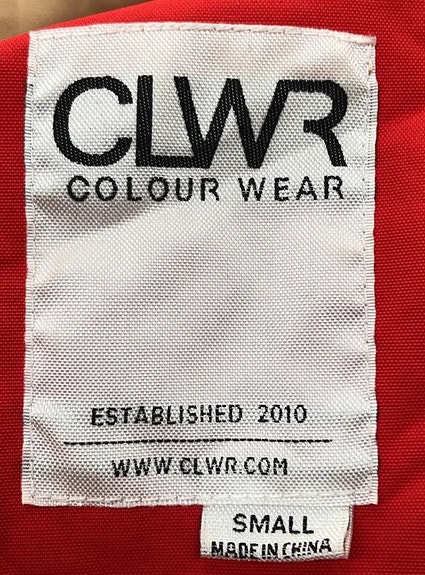 CLWR
COLOUR WEAR
ESTABLISHED 2010
WWW.CLWR.COM
SMALL
MADE IN CHINA